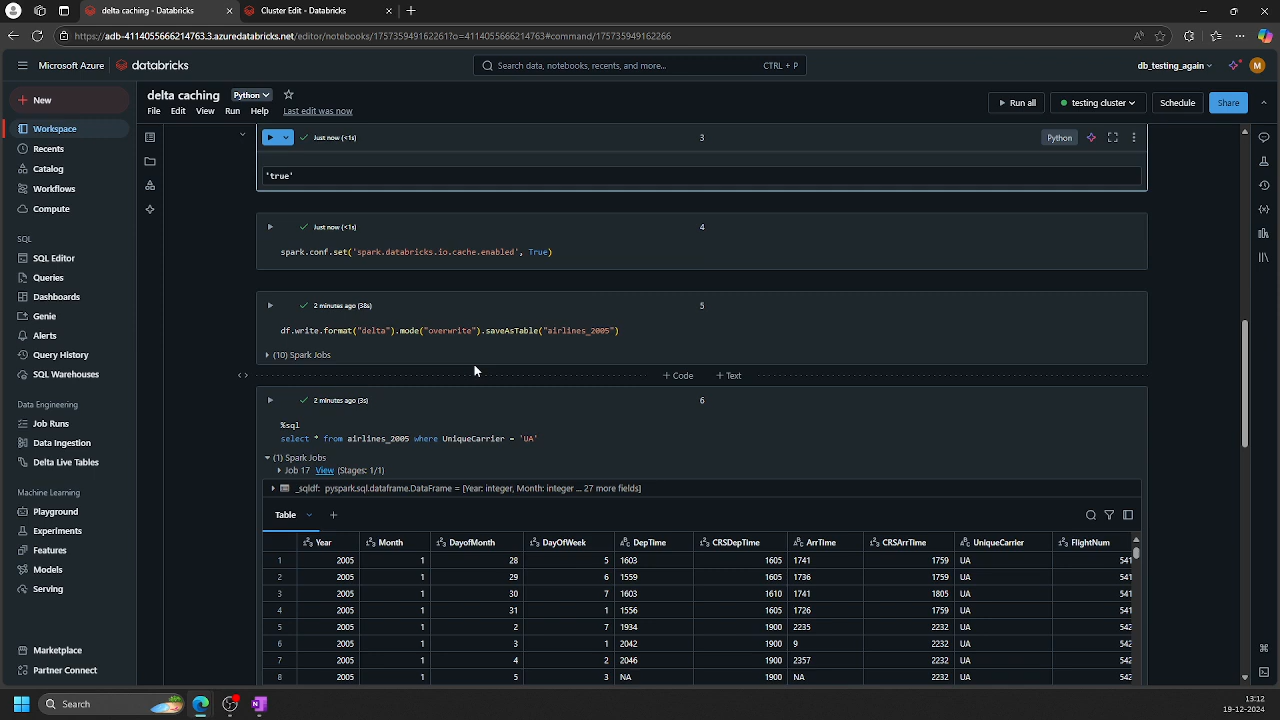 delta caching - Databricks
Cluster Edit - Databricks
https://adb-4114055666214763.3.azuredatabricks.net/editor/notebooks/1757359491622617?o=4114055666214763#command/1757359491622666
Microsoft Azure
databricks
Search data, notebooks, recents, and more...
CTRL + P
db_testing_again
M
New
Workspace
Recents
Catalog
Workflows
Compute
SQL
SQL Editor
Queries
Dashboards
Genie
Alerts
Query History
SQL Warehouses
Data Engineering
Job Runs
Data Ingestion
Delta Live Tables
Machine Learning
Playground
Experiments
Features
Models
Serving
Marketplace
Partner Connect
delta caching
Python
File Edit View Run Help Last edit was now
Run all
testing cluster
Schedule
Share
Just now (<1s)
3
Python
'true'
Just now (<1s)
4
spark.conf.set('spark.databricks.io.cache.enabled', True)
2 minutes ago (38s)
5
df.write.format("delta").mode("overwrite").saveAsTable("airlines_2005")
(10) Spark Jobs
+ Code + Text
2 minutes ago (3s)
6
%sql
select * from airlines_2005 where UniqueCarrier = 'UA'
(1) Spark Jobs
Job 17 View (Stages: 1/1)
_sqldf: pyspark.sql.dataframe.DataFrame = [Year: integer, Month: integer ... 27 more fields]
Table
Year Month DayofMonth DayOfWeek DepTime CRSDepTime ArrTime CRSArrTime UniqueCarrier FlightNum
1 2005 1 28 5 1603 1605 1741 1759 UA 541
2 2005 1 29 6 1559 1605 1736 1759 UA 541
3 2005 1 30 7 1603 1610 1741 1805 UA 541
4 2005 1 31 1 1556 1605 1726 1759 UA 541
5 2005 1 2 7 1934 1900 2235 2232 UA 542
6 2005 1 3 1 2042 1900 9 2232 UA 542
7 2005 1 4 2 2046 1900 2357 2232 UA 542
8 2005 1 5 3 NA 1900 NA 2232 UA 542
Search
13:12
19-12-2024